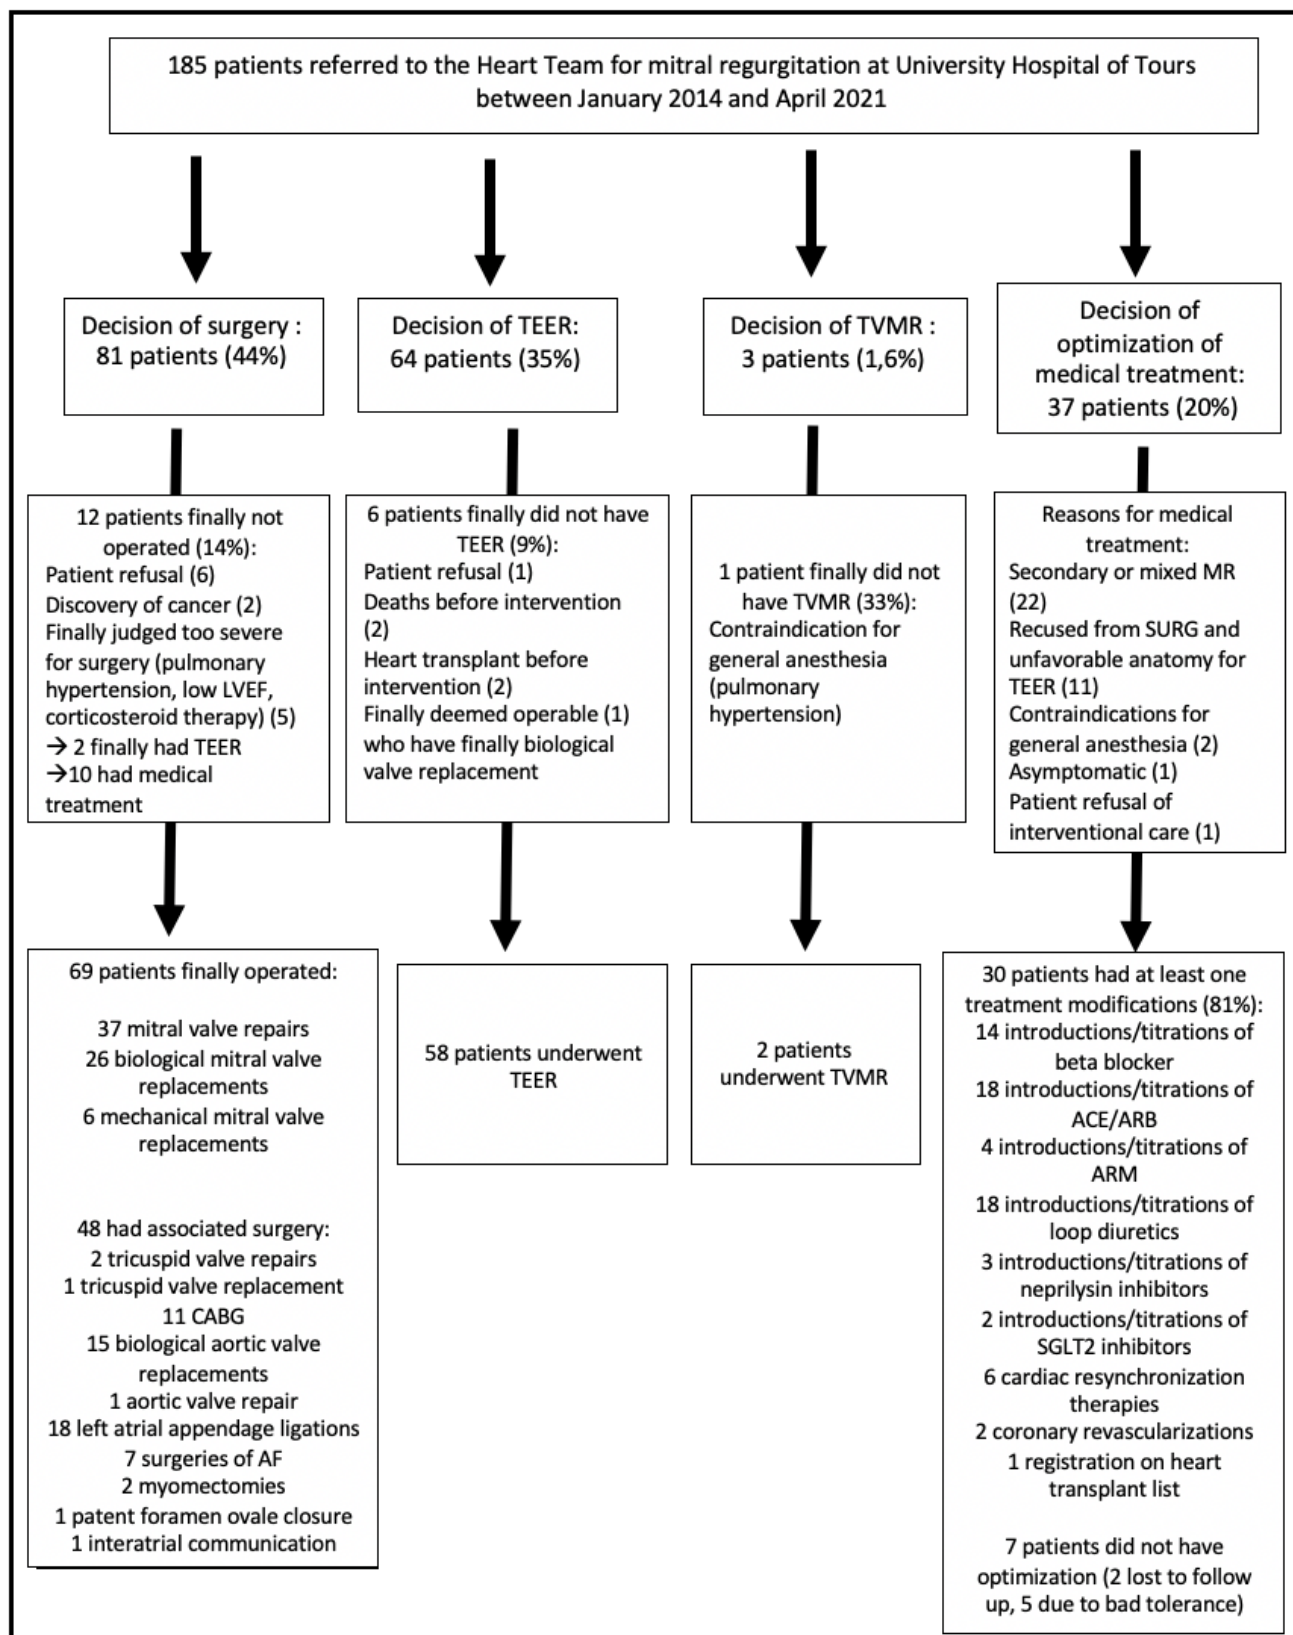 185 patients referred to the Heart Team for mitral regurgitation at University Hospital of Tours
between January 2014 and April 2021
Decision of surgery :
81 patients (44%)
Decision of TEER:
64 patients (35%)
Decision of TVMR :
3 patients (1,6%)
Decision of
optimization of
medical treatment:
37 patients (20%)
12 patients finally not
operated (14%):
Patient refusal (6)
Discovery of cancer (2)
Finally judged too severe
for surgery (pulmonary
hypertension, low LVEF,
corticosteroid therapy) (5)
→ 2 finally had TEER
→10 had medical
treatment
6 patients finally did not have
TEER (9%):
Patient refusal (1)
Deaths before intervention
(2)
Heart transplant before
intervention (2)
Finally deemed operable (1)
who have finally biological
valve replacement
1 patient finally did not
have TVMR (33%):
Contraindication for
general anesthesia
(pulmonary
hypertension)
Reasons for medical
treatment:
Secondary or mixed MR
(22)
Recused from SURG and
unfavorable anatomy for
TEER (11)
Contraindications for
general anesthesia (2)
Asymptomatic (1)
Patient refusal of
interventional care (1)
69 patients finally operated:
37 mitral valve repairs
26 biological mitral valve
replacements
6 mechanical mitral valve
replacements
48 had associated surgery:
2 tricuspid valve repairs
1 tricuspid valve replacement
11 CABG
15 biological aortic valve
replacements
1 aortic valve repair
18 left atrial appendage ligations
7 surgeries of AF
2 myomectomies
1 patent foramen ovale closure
1 interatrial communication
58 patients underwent
TEER
2 patients
underwent TVMR
30 patients had at least one
treatment modifications (81%):
14 introductions/titrations of
beta blocker
18 introductions/titrations of
ACE/ARB
4 introductions/titrations of
ARM
18 introductions/titrations of
loop diuretics
3 introductions/titrations of
neprilysin inhibitors
2 introductions/titrations of
SGLT2 inhibitors
6 cardiac resynchronization
therapies
2 coronary revascularizations
1 registration on heart
transplant list
7 patients did not have
optimization (2 lost to follow
up, 5 due to bad tolerance)